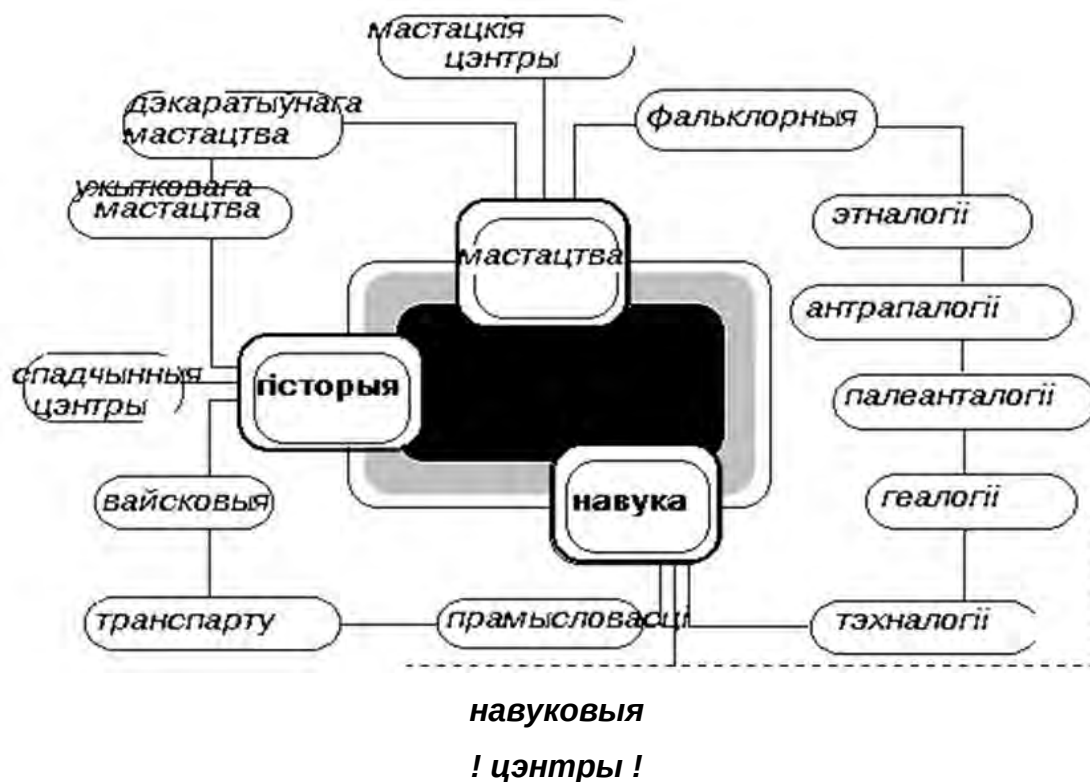 мастацкія
цэнтры
дэкаратыўнага
мастацтва
фальклорныя
ужытковага
мастацтва
этналогіі
мастацтва
антрапалогіі
спадчынныя
цэнтры
гісторыя
палеанталогіі
вайсковыя
навука
геалогіі
транспарту
прамысловасці
тэхналогіі
навуковыя
! цэнтры !